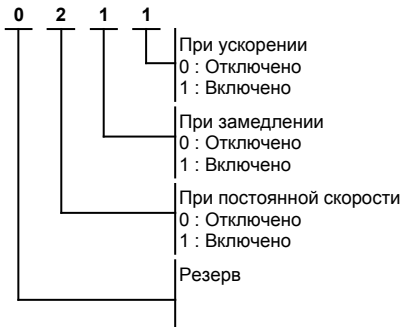 0 2 1 1
При ускорении
0 : Отключено
1 : Включено
При замедлении
0 : Отключено
1 : Включено
При постоянной скорости
0 : Отключено
1 : Включено
Резерв